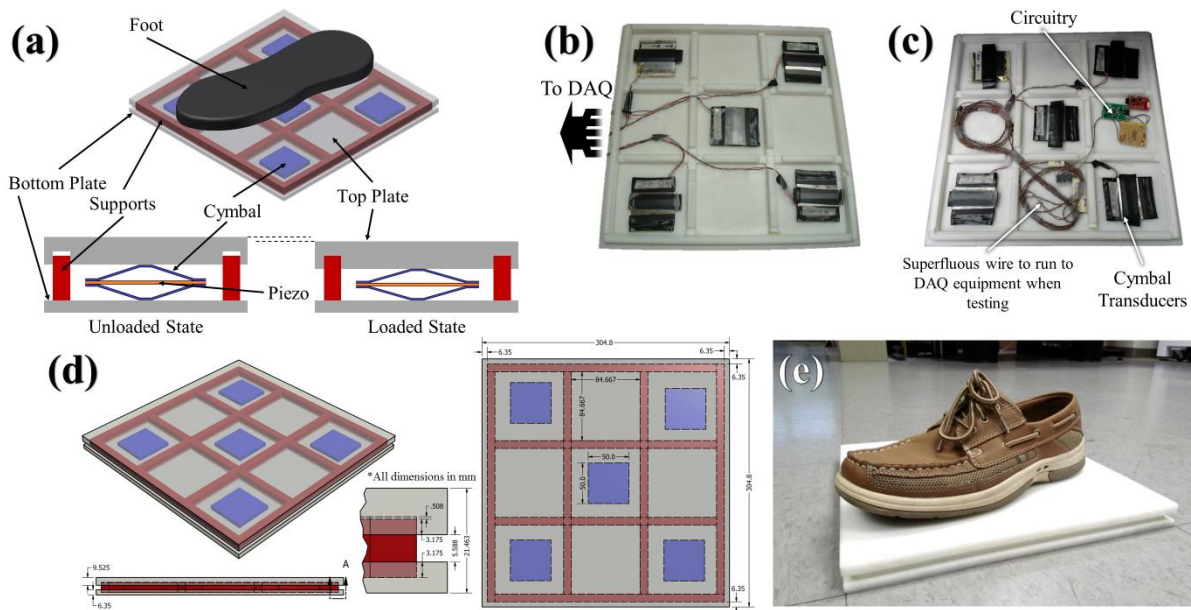 (a)
Foot
Bottom Plate
Supports
Cymbal
Top Plate
Piezo
Unloaded State
Loaded State
(b)
To DAQ
(c)
Circuitry
Superfluous wire to run to
DAQ equipment when
testing
Cymbal
Transducers
(d)
*All dimensions in mm
9.525
6.35
A
.508
3.175
3.175
5.588
21.463
304.8
6.35
6.35
6.35
84.667
84.667
50.0
50.0
304.8
6.35
(e)